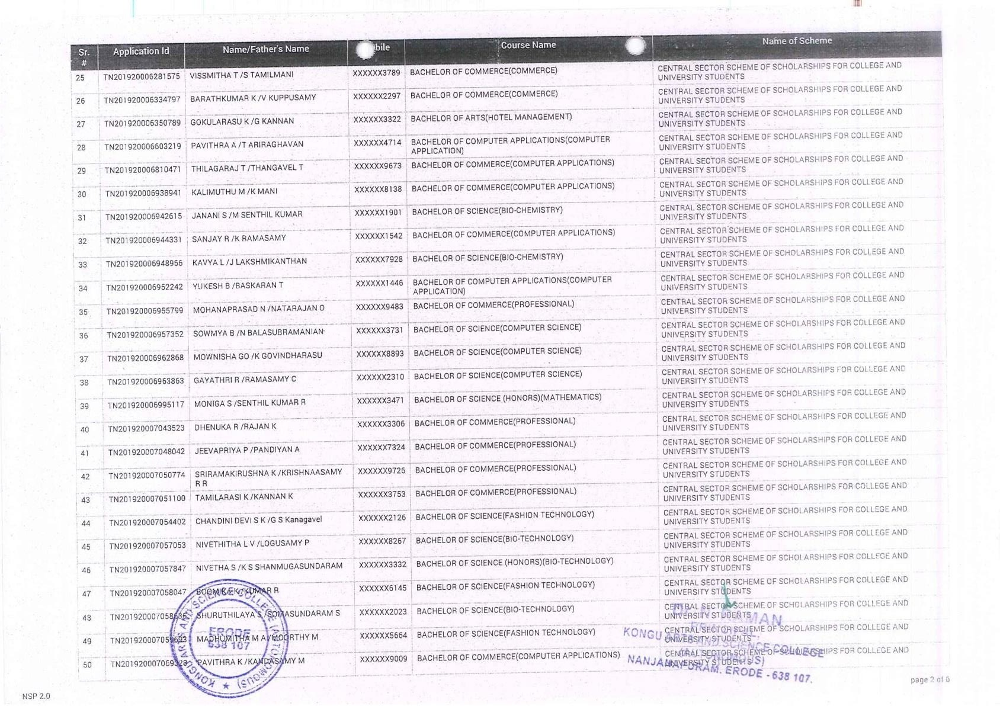 Sr. # Application Id Name/Father's Name bile Course Name Name of Scheme
25 TN201920006281575 VISSMITHA T /S TAMILMANI XXXXXX3789 BACHELOR OF COMMERCE(COMMERCE) CENTRAL SECTOR SCHEME OF SCHOLARSHIPS FOR COLLEGE AND
UNIVERSITY STUDENTS
26 TN201920006334797 BARATHKUMAR K /V KUPPUSAMY XXXXXX2297 BACHELOR OF COMMERCE(COMMERCE) CENTRAL SECTOR SCHEME OF SCHOLARSHIPS FOR COLLEGE AND
UNIVERSITY STUDENTS
27 TN201920006350789 GOKULARASU K /G KANNAN XXXXXX3322 BACHELOR OF ARTS(HOTEL MANAGEMENT) CENTRAL SECTOR SCHEME OF SCHOLARSHIPS FOR COLLEGE AND
UNIVERSITY STUDENTS
28 TN201920006603219 PAVITHRA A /T ARIRAGHAVAN XXXXXX4714 BACHELOR OF COMPUTER APPLICATIONS(COMPUTER CENTRAL SECTOR SCHEME OF SCHOLARSHIPS FOR COLLEGE AND
APPLICATION) UNIVERSITY STUDENTS
29 TN201920006810471 THILAGARAJ T /THANGAVEL T XXXXXX9673 BACHELOR OF COMMERCE(COMPUTER APPLICATIONS) CENTRAL SECTOR SCHEME OF SCHOLARSHIPS FOR COLLEGE AND
UNIVERSITY STUDENTS
30 TN201920006938941 KALIMUTHU M /K MANI XXXXXX8138 BACHELOR OF COMMERCE(COMPUTER APPLICATIONS) CENTRAL SECTOR SCHEME OF SCHOLARSHIPS FOR COLLEGE AND
UNIVERSITY STUDENTS
31 TN201920006942615 JANANI S /M SENTHIL KUMAR XXXXXX1901 BACHELOR OF SCIENCE(BIO-CHEMISTRY) CENTRAL SECTOR SCHEME OF SCHOLARSHIPS FOR COLLEGE AND
UNIVERSITY STUDENTS
32 TN201920006944331 SANJAY R /K RAMASAMY XXXXXX1542 BACHELOR OF COMMERCE(COMPUTER APPLICATIONS) CENTRAL SECTOR SCHEME OF SCHOLARSHIPS FOR COLLEGE AND
UNIVERSITY STUDENTS
33 TN201920006948966 KAVYA L /J LAKSHMIKANTHAN XXXXXX7928 BACHELOR OF SCIENCE(BIO-CHEMISTRY) CENTRAL SECTOR SCHEME OF SCHOLARSHIPS FOR COLLEGE AND
UNIVERSITY STUDENTS
34 TN201920006952242 YUKESH B /BASKARAN T XXXXXX1446 BACHELOR OF COMPUTER APPLICATIONS(COMPUTER CENTRAL SECTOR SCHEME OF SCHOLARSHIPS FOR COLLEGE AND
APPLICATION) UNIVERSITY STUDENTS
35 TN201920006955799 MOHANAPRASAD N /NATARAJAN O XXXXXX9483 BACHELOR OF COMMERCE(PROFESSIONAL) CENTRAL SECTOR SCHEME OF SCHOLARSHIPS FOR COLLEGE AND
UNIVERSITY STUDENTS
36 TN201920006957352 SOWMYA B /N BALASUBRAMANIAN XXXXXX3731 BACHELOR OF SCIENCE(COMPUTER SCIENCE) CENTRAL SECTOR SCHEME OF SCHOLARSHIPS FOR COLLEGE AND
UNIVERSITY STUDENTS
37 TN201920006962868 MOWNISHA GO /K GOVINDHARASU XXXXXX8893 BACHELOR OF SCIENCE(COMPUTER SCIENCE) CENTRAL SECTOR SCHEME OF SCHOLARSHIPS FOR COLLEGE AND
UNIVERSITY STUDENTS
38 TN201920006963863 GAYATHRI R /RAMASAMY C XXXXXX2310 BACHELOR OF SCIENCE(COMPUTER SCIENCE) CENTRAL SECTOR SCHEME OF SCHOLARSHIPS FOR COLLEGE AND
UNIVERSITY STUDENTS
39 TN201920006995117 MONIGA S /SENTHIL KUMAR R XXXXXX3471 BACHELOR OF SCIENCE (HONORS)(MATHEMATICS) CENTRAL SECTOR SCHEME OF SCHOLARSHIPS FOR COLLEGE AND
UNIVERSITY STUDENTS
40 TN201920007043523 DHENUKA R /RAJAN K XXXXXX3306 BACHELOR OF COMMERCE(PROFESSIONAL) CENTRAL SECTOR SCHEME OF SCHOLARSHIPS FOR COLLEGE AND
UNIVERSITY STUDENTS
41 TN201920007048042 JEEVAPRIYA P /PANDIYAN A XXXXXX7324 BACHELOR OF COMMERCE(PROFESSIONAL) CENTRAL SECTOR SCHEME OF SCHOLARSHIPS FOR COLLEGE AND
UNIVERSITY STUDENTS
42 TN201920007050774 SRIRAMAKIRUSHNA K /KRISHNAASAMY XXXXXX9726 BACHELOR OF COMMERCE(PROFESSIONAL) CENTRAL SECTOR SCHEME OF SCHOLARSHIPS FOR COLLEGE AND
R R UNIVERSITY STUDENTS
43 TN201920007051100 TAMILARASI K /KANNAN K XXXXXX3753 BACHELOR OF COMMERCE(PROFESSIONAL) CENTRAL SECTOR SCHEME OF SCHOLARSHIPS FOR COLLEGE AND
UNIVERSITY STUDENTS
44 TN201920007054402 CHANDINI DEVI S K /G S Kanagavel XXXXXX2126 BACHELOR OF SCIENCE(FASHION TECHNOLOGY) CENTRAL SECTOR SCHEME OF SCHOLARSHIPS FOR COLLEGE AND
UNIVERSITY STUDENTS
45 TN201920007057053 NIVETHITHA L V /LOGUSAMY P XXXXXX8267 BACHELOR OF SCIENCE(BIO-TECHNOLOGY) CENTRAL SECTOR SCHEME OF SCHOLARSHIPS FOR COLLEGE AND
UNIVERSITY STUDENTS
46 TN201920007057847 NIVETHA S /K S SHANMUGASUNDARAM XXXXXX3332 BACHELOR OF SCIENCE (HONORS)(BIO-TECHNOLOGY) CENTRAL SECTOR SCHEME OF SCHOLARSHIPS FOR COLLEGE AND
UNIVERSITY STUDENTS
47 TN201920007058047 BOOMIKA K /KUMAR R XXXXXX6145 BACHELOR OF SCIENCE(FASHION TECHNOLOGY) CENTRAL SECTOR SCHEME OF SCHOLARSHIPS FOR COLLEGE AND
UNIVERSITY STUDENTS
48 SHURUTHILAYA S /SOMASUNDARAM S XXXXXX2023 BACHELOR OF SCIENCE(BIO-TECHNOLOGY) CENTRAL SECTOR SCHEME OF SCHOLARSHIPS FOR COLLEGE AND
UNIVERSITY STUDENTS
49 TN201920007059693 MADHUMITHA M A /MOORTHY M XXXXXX5664 BACHELOR OF SCIENCE(FASHION TECHNOLOGY) CENTRAL SECTOR SCHEME OF SCHOLARSHIPS FOR COLLEGE AND
UNIVERSITY STUDENTS
50 TN201920007069328 PAVITHRA K /KANDASAMY M XXXXXX9009 BACHELOR OF COMMERCE(COMPUTER APPLICATIONS) CENTRAL SECTOR SCHEME OF SCHOLARSHIPS FOR COLLEGE AND
UNIVERSITY STUDENTS
KONGU ARTS AND SCIENCE COLLEGE (AUTONOMOUS)
ERODE
638 107
RAMAN
KONGU ARTS AND SCIENCE COLLEGE
(AUTONOMOUS)
NANJANAPURAM, ERODE - 638 107.
page 2 of 6
NSP 2.0